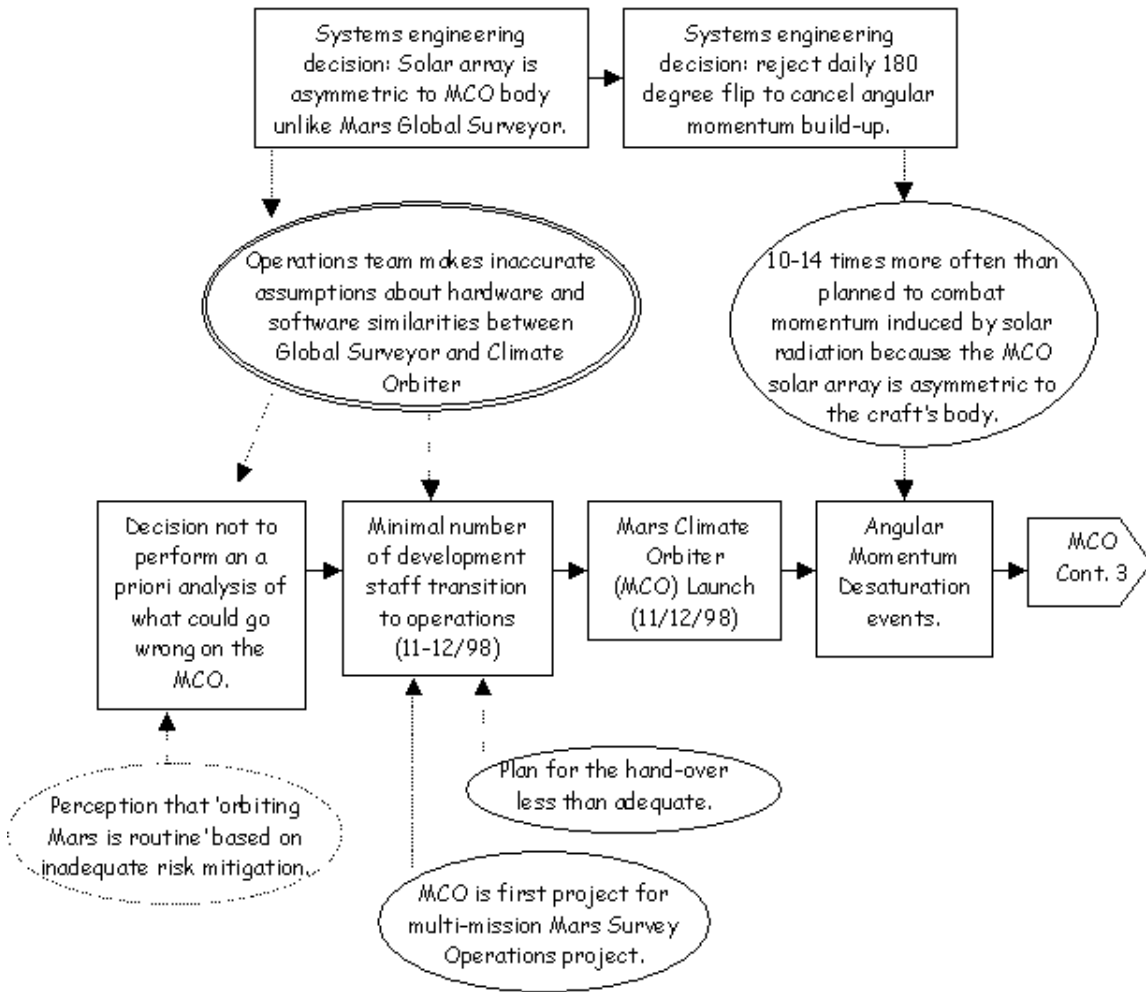 Systems engineering
decision: Solar array is
asymmetric to MCO body
unlike Mars Global Surveyor.
Systems engineering
decision: reject daily 180
degree flip to cancel angular
momentum build-up.
Operations team makes inaccurate
assumptions about hardware and
software similarities between
Global Surveyor and Climate
Orbiter
10-14 times more often than
planned to combat
momentum induced by solar
radiation because the MCO
solar array is asymmetric to
the craft's body.
Decision not to
perform an a
priori analysis of
what could go
wrong on the
MCO.
Minimal number
of development
staff transition
to operations
(11-12/98)
Mars Climate
Orbiter
(MCO) Launch
(11/12/98)
Angular
Momentum
Desaturation
events.
MCO
Cont. 3
Perception that 'orbiting
Mars is routine' based on
inadequate risk mitigation.
Plan for the hand-over
less than adequate.
MCO is first project for
multi-mission Mars Survey
Operations project.